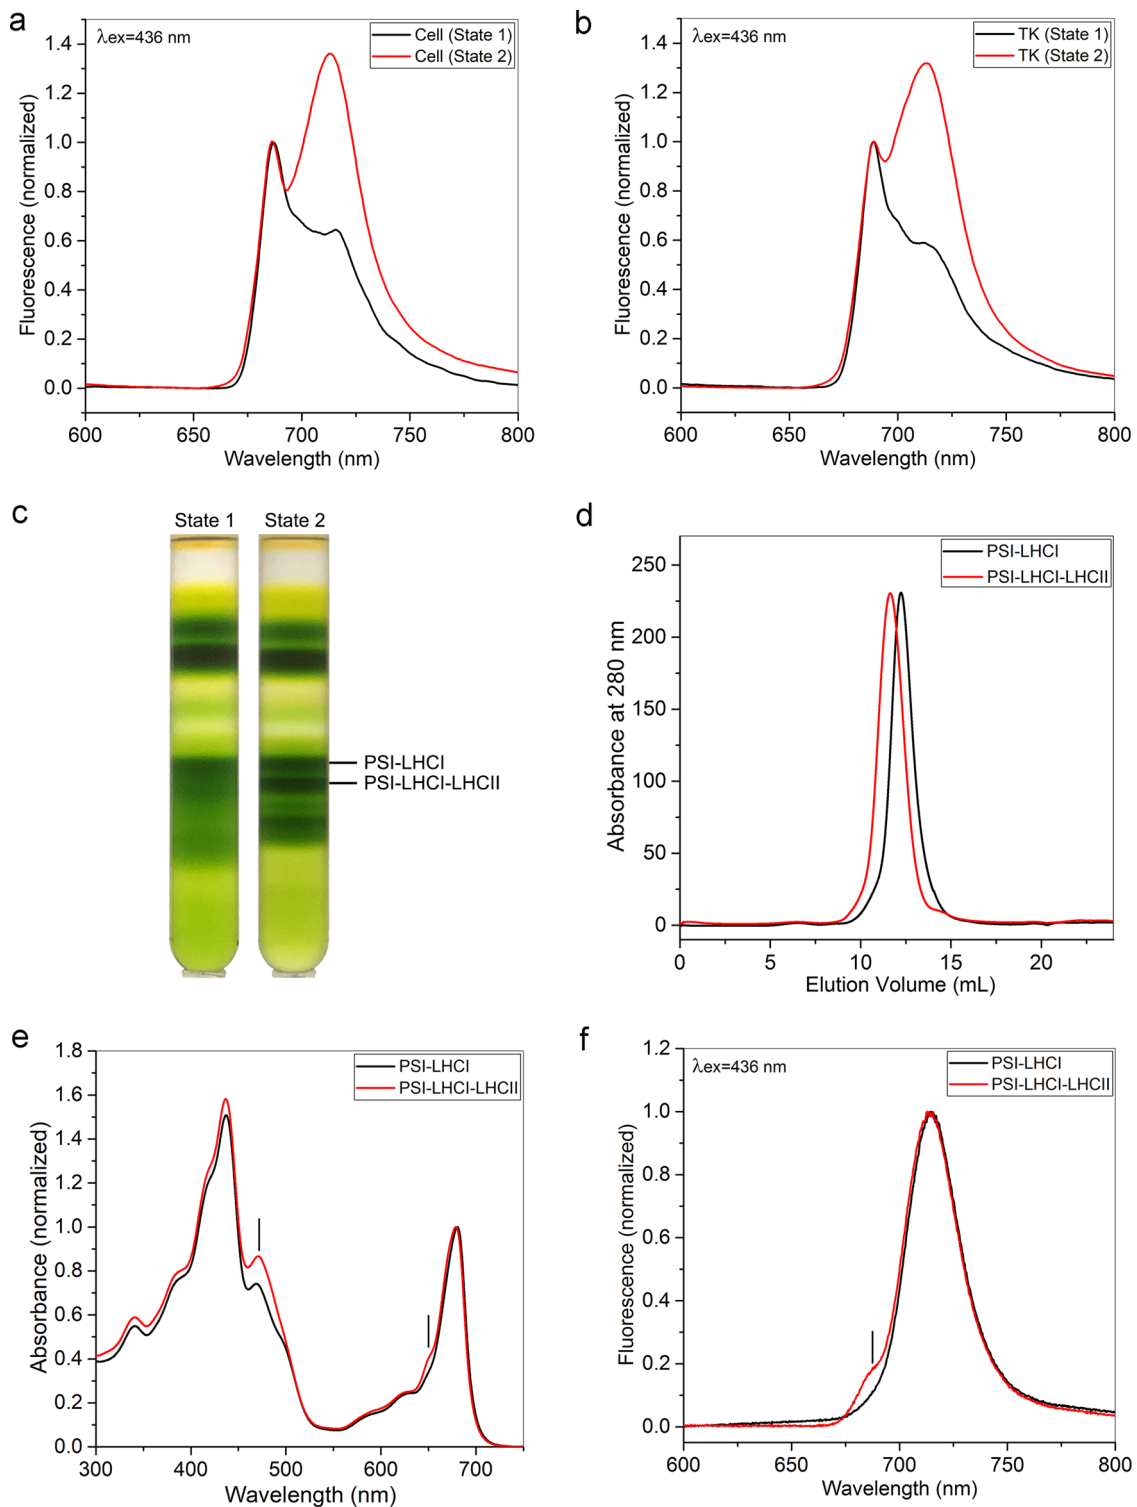 a
λex=436 nm
Cell (State 1)
Cell (State 2)
Fluorescence (normalized)
1.4
1.2
1.0
0.8
0.6
0.4
0.2
0.0
600 650 700 750 800
Wavelength (nm)
b
λex=436 nm
TK (State 1)
TK (State 2)
Fluorescence (normalized)
1.4
1.2
1.0
0.8
0.6
0.4
0.2
0.0
600 650 700 750 800
Wavelength (nm)
c
State 1 State 2
PSI-LHCI
PSI-LHCI-LHCII
d
PSI-LHCI
PSI-LHCI-LHCII
Absorbance at 280 nm
250
200
150
100
50
0
0 5 10 15 20
Elution Volume (mL)
e
PSI-LHCI
PSI-LHCI-LHCII
Absorbance (normalized)
1.8
1.6
1.4
1.2
1.0
0.8
0.6
0.4
0.2
0.0
300 400 500 600 700
Wavelength (nm)
f
λex=436 nm
PSI-LHCI
PSI-LHCI-LHCII
Fluorescence (normalized)
1.2
1.0
0.8
0.6
0.4
0.2
0.0
600 650 700 750 800
Wavelength (nm)